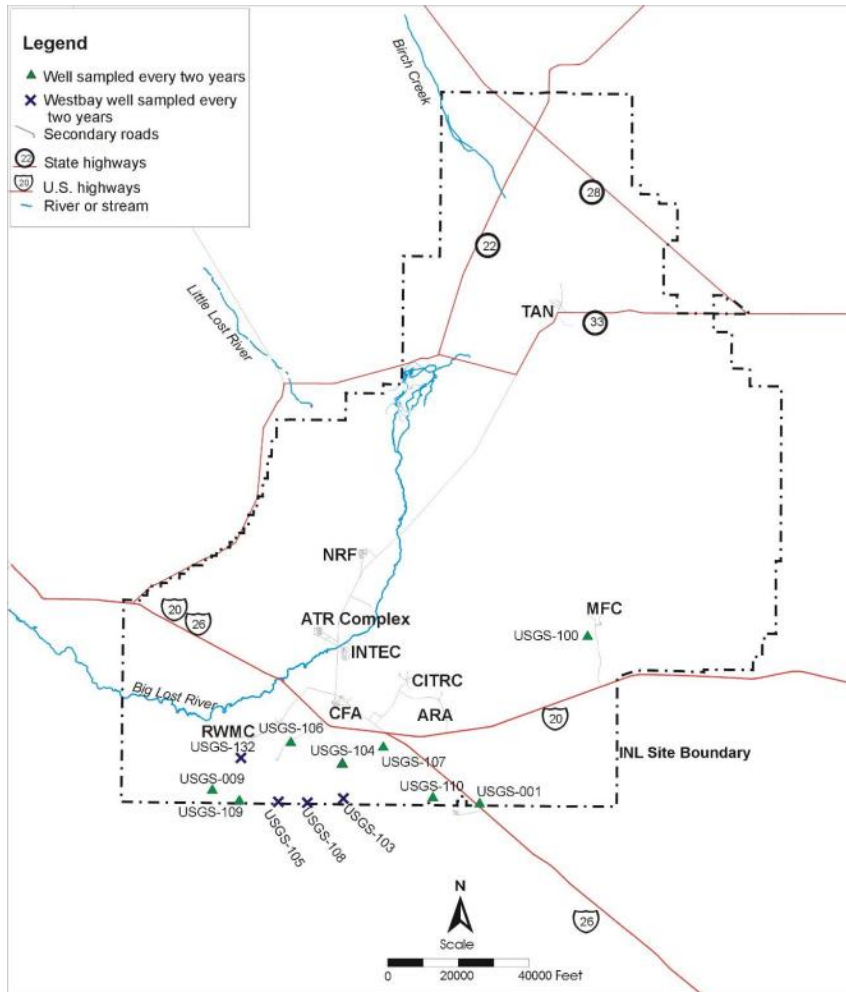 Legend
Well sampled every two years
Westbay well sampled every
two years
Secondary roads
22
State highways
20
U.S. highways
River or stream
Birch Creek
28
22
Little Lost River
TAN
33
NRF
20
26
ATR Complex
INTEC
MFC
USGS-100
CITRC
Big Lost River
CFA
ARA
20
RWMC
USGS-106
USGS-132
USGS-104
USGS-107
INL Site Boundary
USGS-009
USGS-110
USGS-001
USGS-109
USGS-105
USGS-108
USGS-103
N
Scale
26
0 20000 40000 Feet